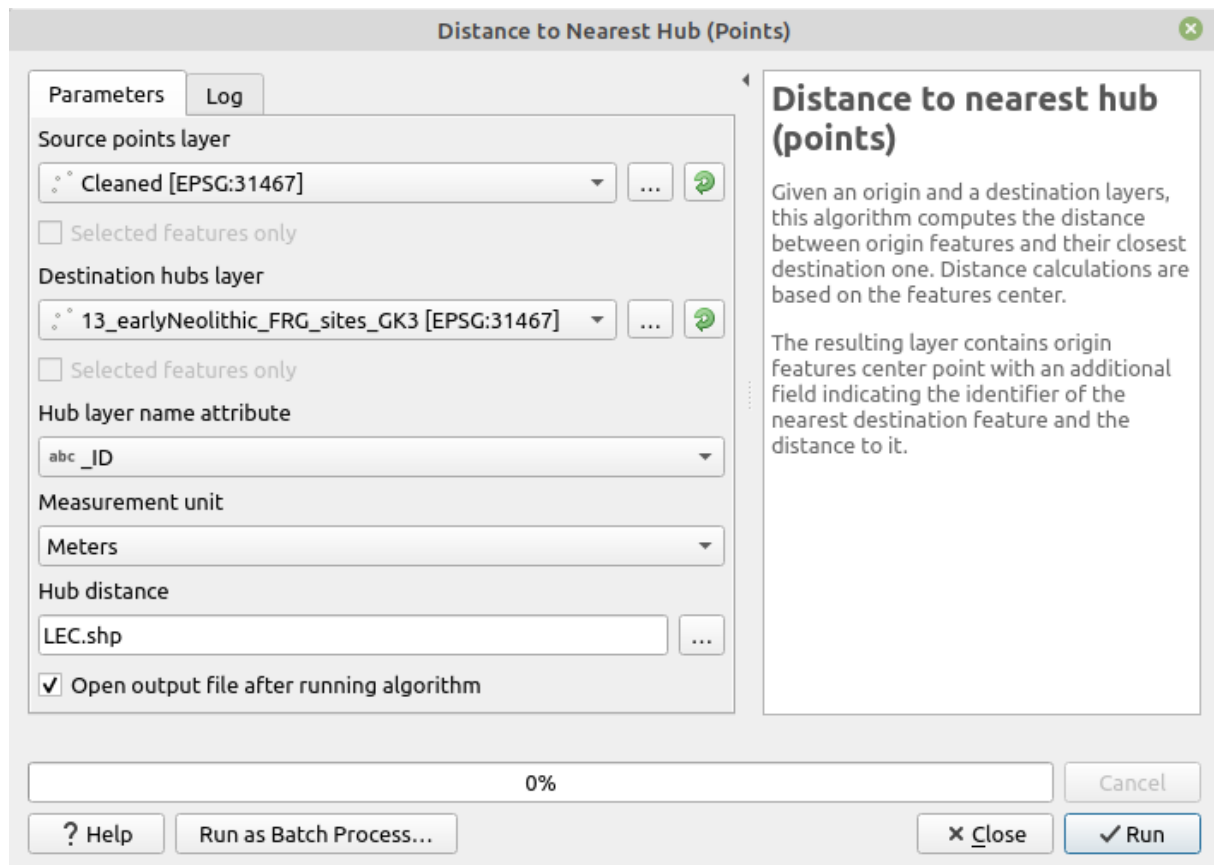 Distance to Nearest Hub (Points)
Parameters
Log
Source points layer
Cleaned [EPSG:31467]
...
Selected features only
Destination hubs layer
13_earlyNeolithic_FRG_sites_GK3 [EPSG:31467]
...
Selected features only
Hub layer name attribute
abc _ID
Measurement unit
Meters
Hub distance
LEC.shp
...
Open output file after running algorithm
Distance to nearest hub
(points)
Given an origin and a destination layers,
this algorithm computes the distance
between origin features and their closest
destination one. Distance calculations are
based on the features center.
The resulting layer contains origin
features center point with an additional
field indicating the identifier of the
nearest destination feature and the
distance to it.
0%
Cancel
? Help
Run as Batch Process...
Close
Run